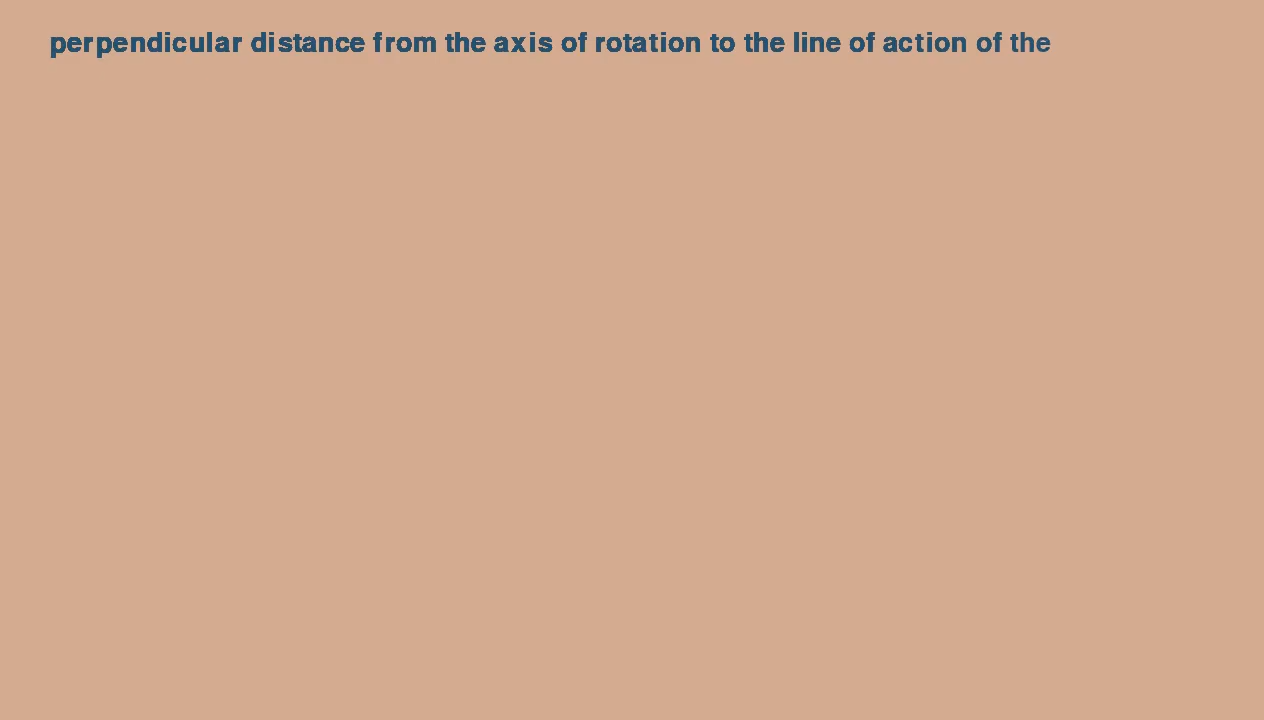 perpendicular distance from the axis of rotation to the line of action of the